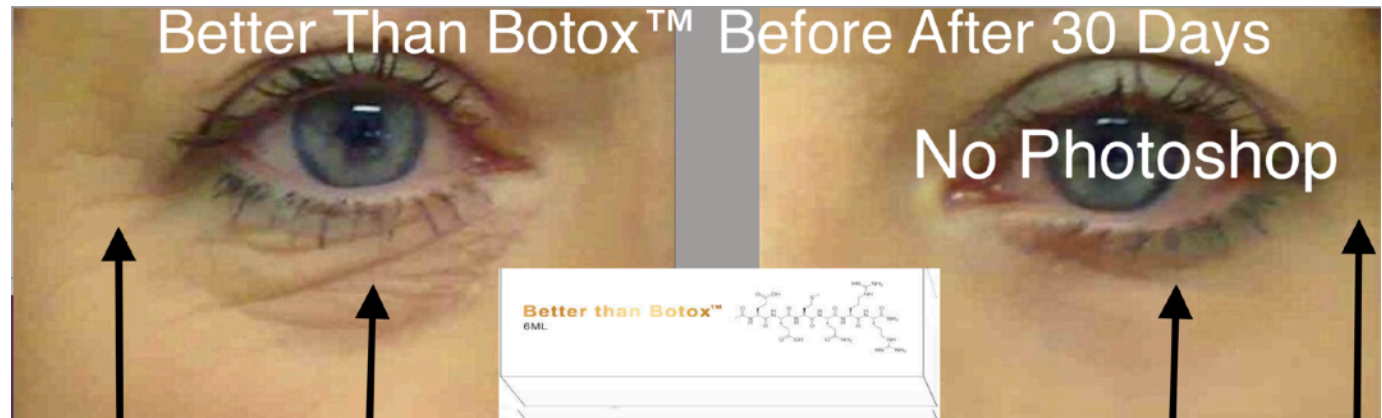 Better Than Botox™ Before After 30 Days
No Photoshop
Better than Botox™
6ML